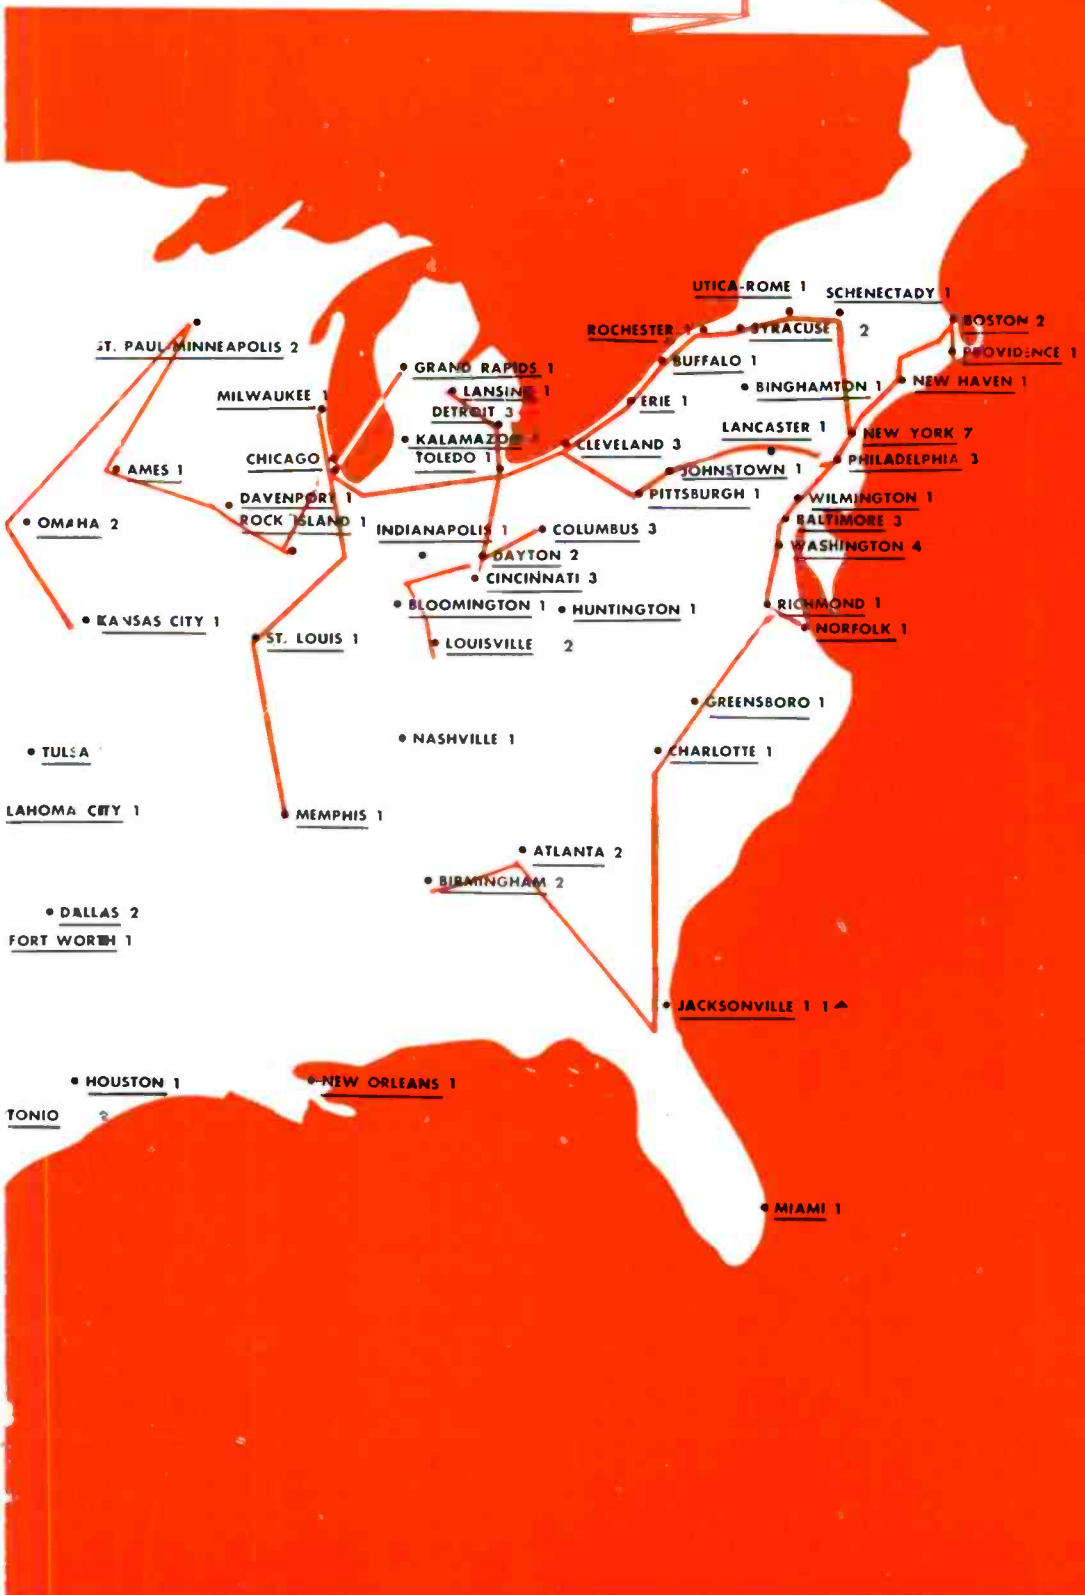 UTICA-ROME 1
SCHENECTADY 1
ROCHESTER 1
SYRACUSE 2
BOSTON 2
ST. PAUL-MINNEAPOLIS 2
BUFFALO 1
PROVIDENCE 1
GRAND RAPIDS 1
BINGHAMTON 1
NEW HAVEN 1
MILWAUKEE 1
LANSING 1
ERIE 1
DETROIT 3
LANCASTER 1
KALAMAZOO
CLEVELAND 3
NEW YORK 7
CHICAGO
TOLEDO 1
PHILADELPHIA 3
AMES 1
JOHNSTOWN 1
DAVENPORT 1
PITTSBURGH 1
WILMINGTON 1
ROCK ISLAND 1
BALTIMORE 3
OMAHA 2
INDIANAPOLIS 1
COLUMBUS 3
WASHINGTON 4
DAYTON 2
CINCINNATI 3
BLOOMINGTON 1
HUNTINGTON 1
RICHMOND 1
KANSAS CITY 1
NORFOLK 1
ST. LOUIS 1
LOUISVILLE 2
GREENSBORO 1
NASHVILLE 1
TULSA
CHARLOTTE 1
LAHOMA CITY 1
MEMPHIS 1
ATLANTA 2
BIRMINGHAM 2
DALLAS 2
FORT WORTH 1
JACKSONVILLE 1 1
HOUSTON 1
NEW ORLEANS 1
TONIO 2
MIAMI 1